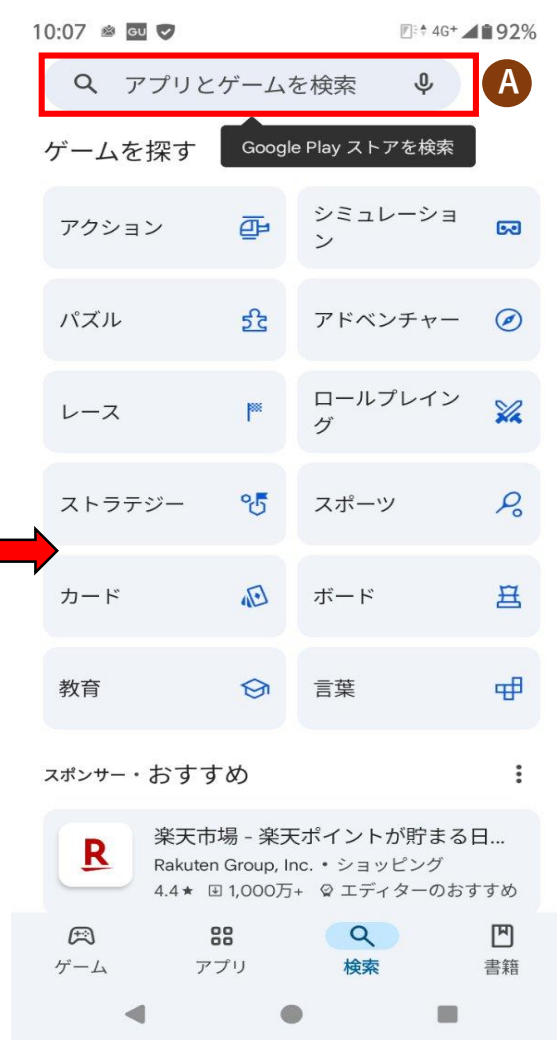 10:07 GU 4G+ 92%
アプリとゲームを検索 A
ゲームを探す
Google Play ストアを検索
アクション
シミュレーショ
ン
パズル
アドベンチャー
レース
ロールプレイン
グ
ストラテジー
スポーツ
カード
ボード
教育
言葉
スポンサー・おすすめ
R
楽天市場 – 楽天ポイントが貯まる日...
Rakuten Group, Inc. • ショッピング
4.4★ 1,000万+ エディターのおすすめ
ゲーム アプリ 検索 書籍